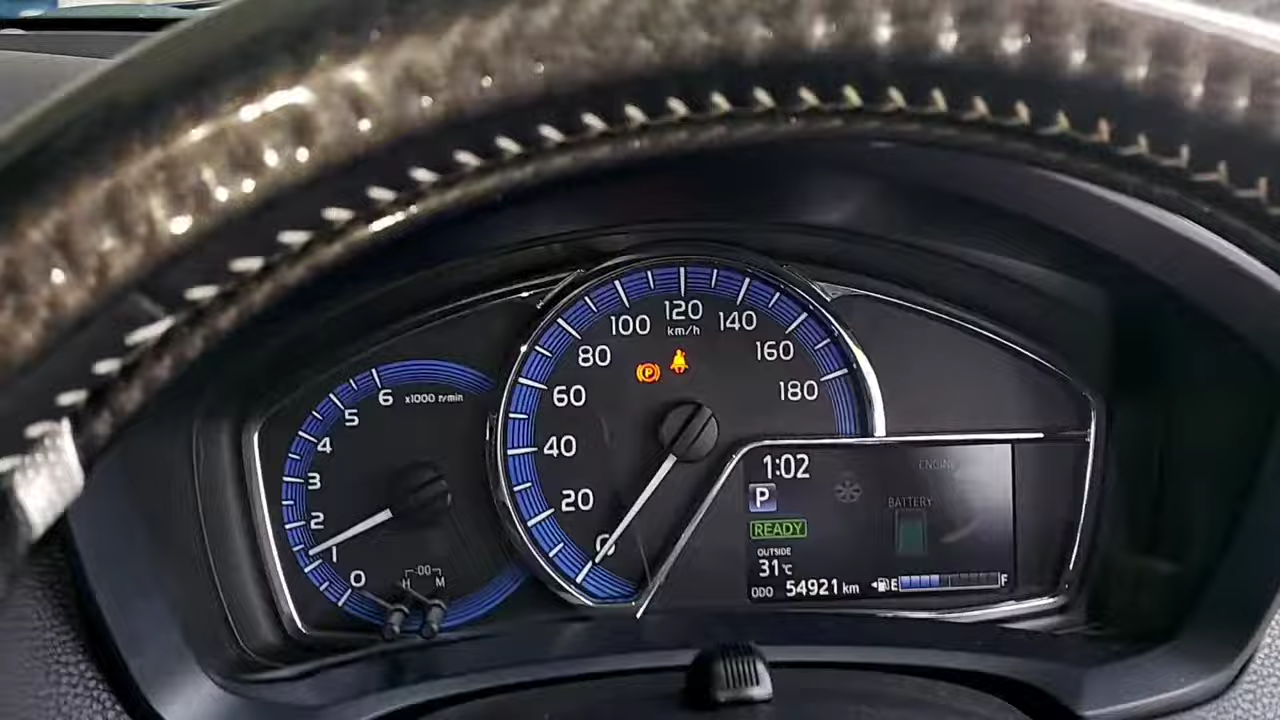 6 x1000 r/min
5
4
3
2
1
0
:00
H M
120
km/h
100
140
80
160
60
180
40
20
0
P
1:02
P
READY
OUTSIDE
31°C
ODO 54921 km
ENGINE
BATTERY
E F